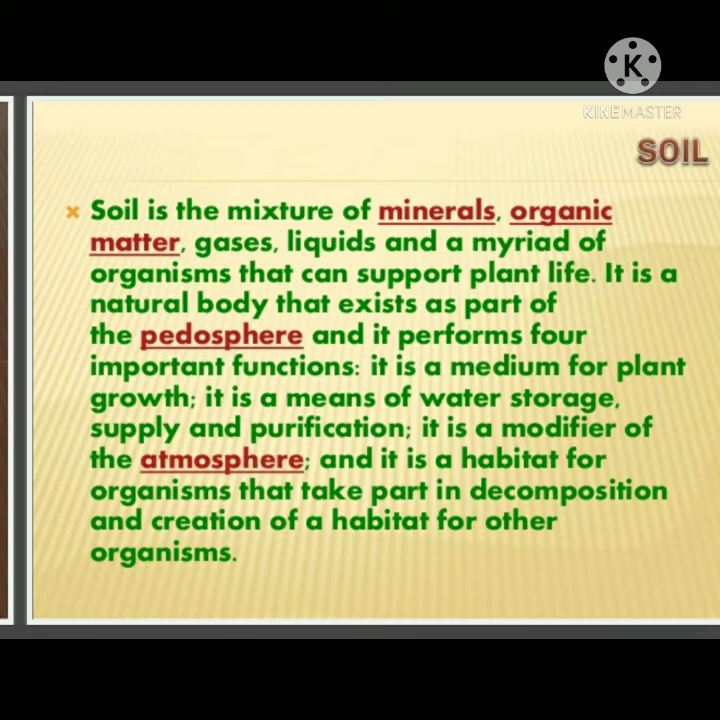 K
KINEMASTER
SOIL
Soil is the mixture of minerals, organic
matter, gases, liquids and a myriad of
organisms that can support plant life. It is a
natural body that exists as part of
the pedosphere and it performs four
important functions: it is a medium for plant
growth; it is a means of water storage,
supply and purification; it is a modifier of
the atmosphere; and it is a habitat for
organisms that take part in decomposition
and creation of a habitat for other
organisms.